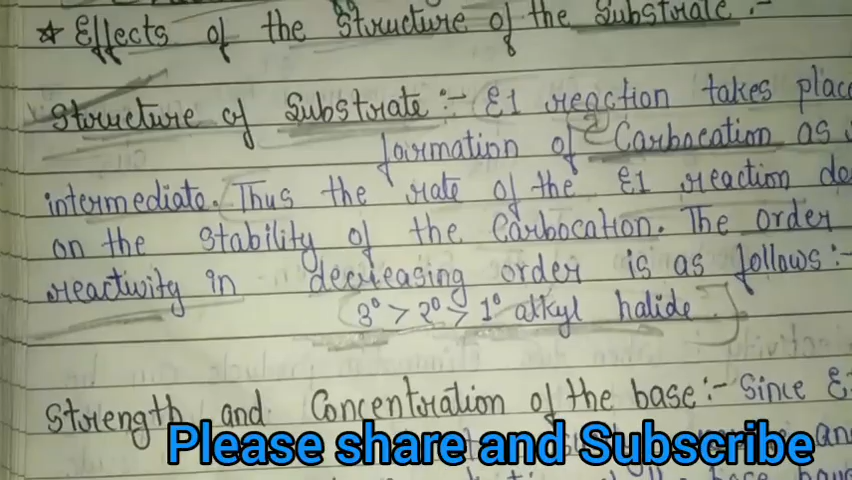 * Effects of the Structure of the Substrate :-
Structure of Substrate :- E1 reaction takes plac
formation of Carbocation as
intermediate. Thus the rate of the E1 reaction de
on the stability of the Carbocation. The order
reactivity in decreasing order is as follows :-
3° > 2° > 1° alkyl halide
Strength and Concentration of the base :- Since E
Please share and Subscribe